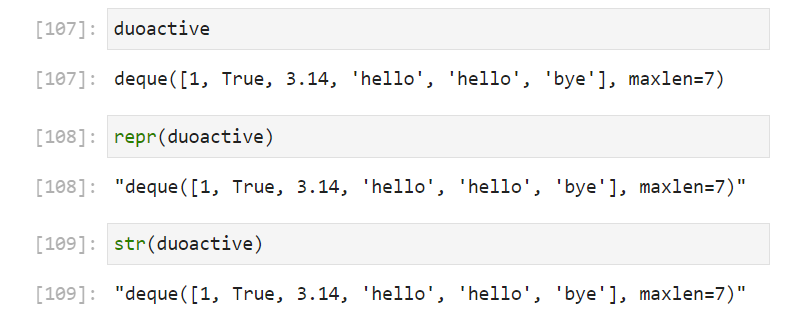 [107]: duoactive
[107]: deque([1, True, 3.14, 'hello', 'hello', 'bye'], maxlen=7)
[108]: repr(duoactive)
[108]: "deque([1, True, 3.14, 'hello', 'hello', 'bye'], maxlen=7)"
[109]: str(duoactive)
[109]: "deque([1, True, 3.14, 'hello', 'hello', 'bye'], maxlen=7)"